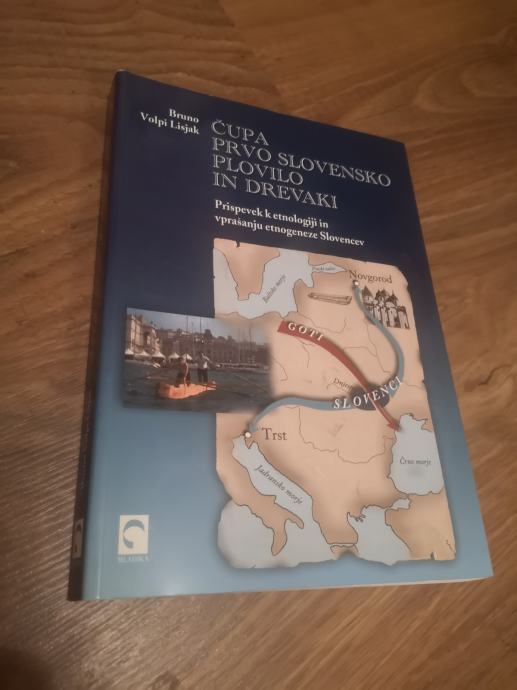 Bruno
Volpi Lisjak
ČUPA
PRVO SLOVENSKO
PLOVILO
IN DREVAKI
Prispevek k etnologiji in
vprašanju etnogeneze Slovencev
Novgorod
Baltsko morje
GOTI
SLOVENCI
Trst
Črno morje
Jadransko morje
MLADIKA